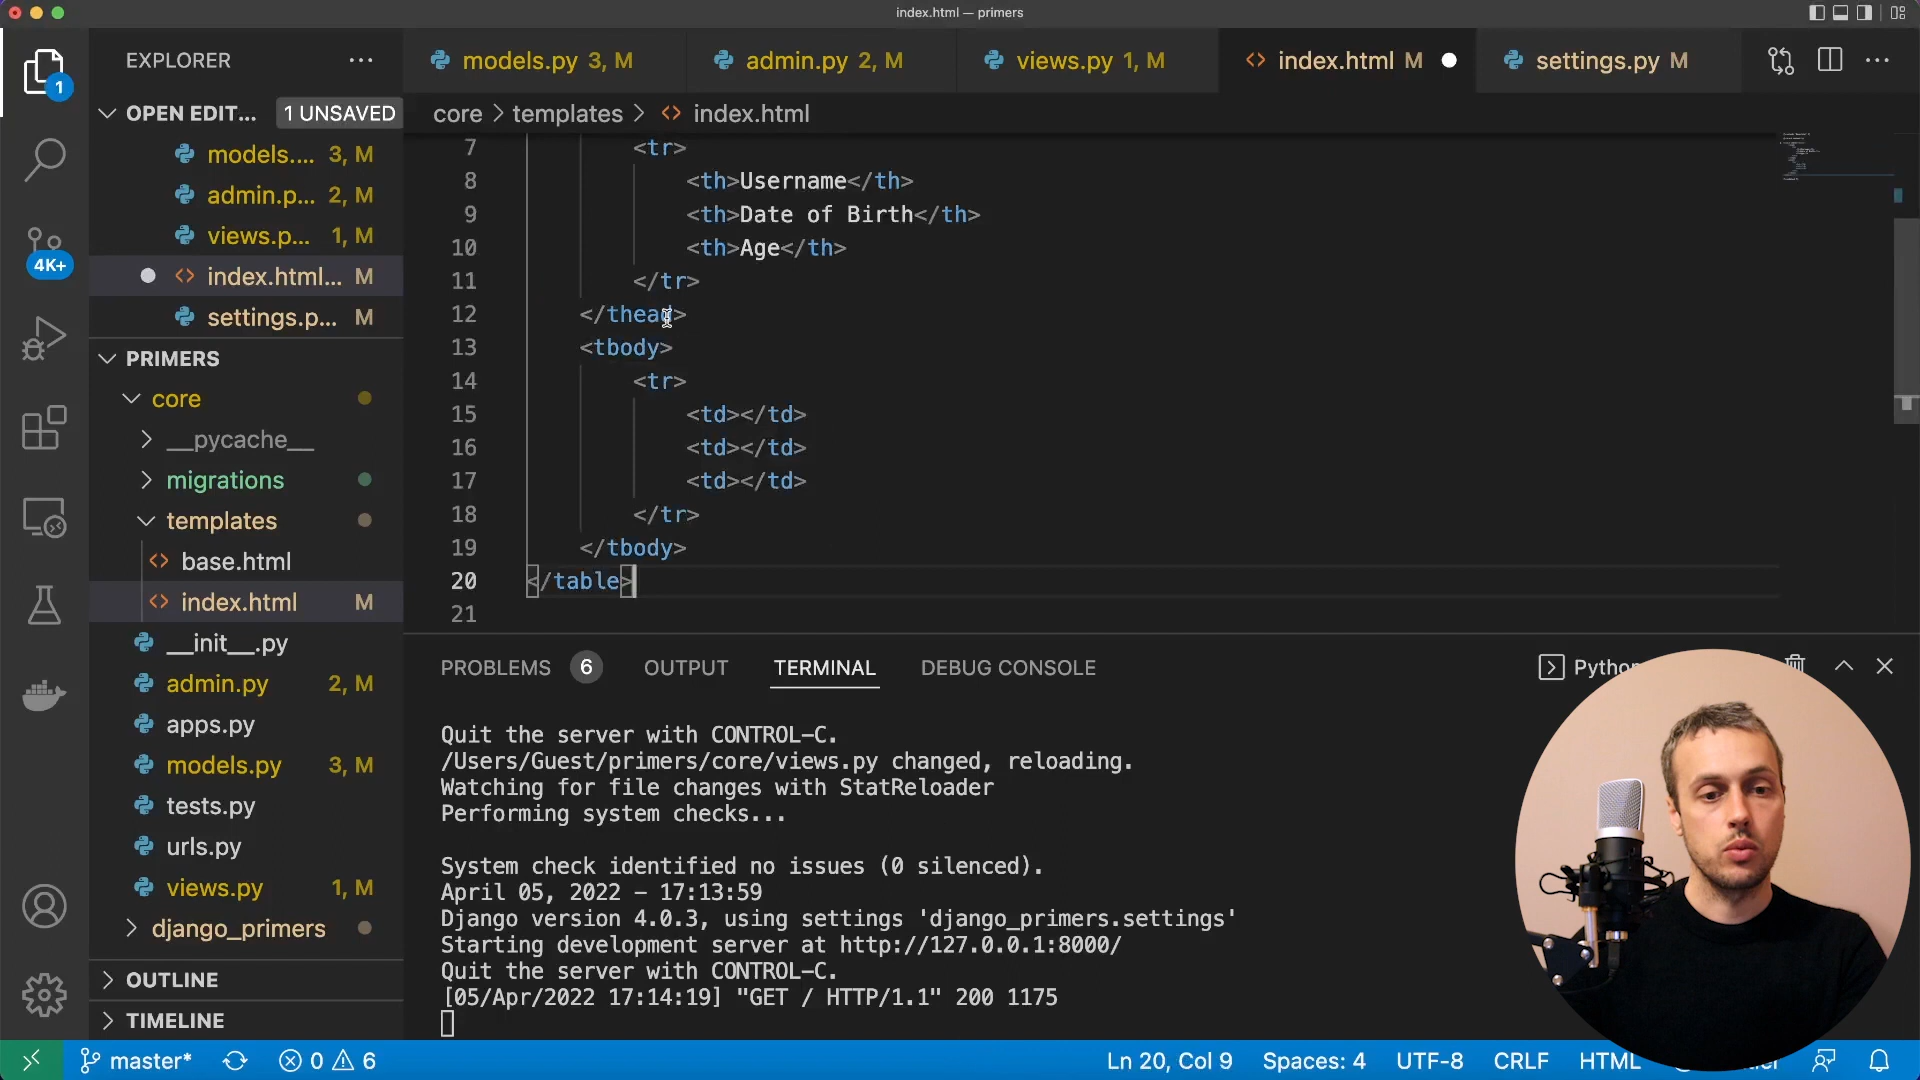 index.html — primers
EXPLORER
models.py 3, M
admin.py 2, M
views.py 1, M
index.html M
settings.py M
1
OPEN EDIT... 1 UNSAVED
core > templates > index.html
models.... 3, M
admin.p... 2, M
views.p... 1, M
index.html... M
settings.p... M
4K+
PRIMERS
core
__pycache__
migrations
templates
base.html
index.html M
__init__.py
admin.py 2, M
apps.py
models.py 3, M
tests.py
urls.py
views.py 1, M
django_primers
OUTLINE
TIMELINE
7 <tr>
8 <th>Username</th>
9 <th>Date of Birth</th>
10 <th>Age</th>
11 </tr>
12 </thead>
13 <tbody>
14 <tr>
15 <td></td>
16 <td></td>
17 <td></td>
18 </tr>
19 </tbody>
20 </table>
21
PROBLEMS 6 OUTPUT TERMINAL DEBUG CONSOLE
Quit the server with CONTROL-C.
/Users/Guest/primers/core/views.py changed, reloading.
Watching for file changes with StatReloader
Performing system checks...
System check identified no issues (0 silenced).
April 05, 2022 - 17:13:59
Django version 4.0.3, using settings 'django_primers.settings'
Starting development server at http://127.0.0.1:8000/
Quit the server with CONTROL-C.
[05/Apr/2022 17:14:19] "GET / HTTP/1.1" 200 1175
master* 0 6 Ln 20, Col 9 Spaces: 4 UTF-8 CRLF HTML